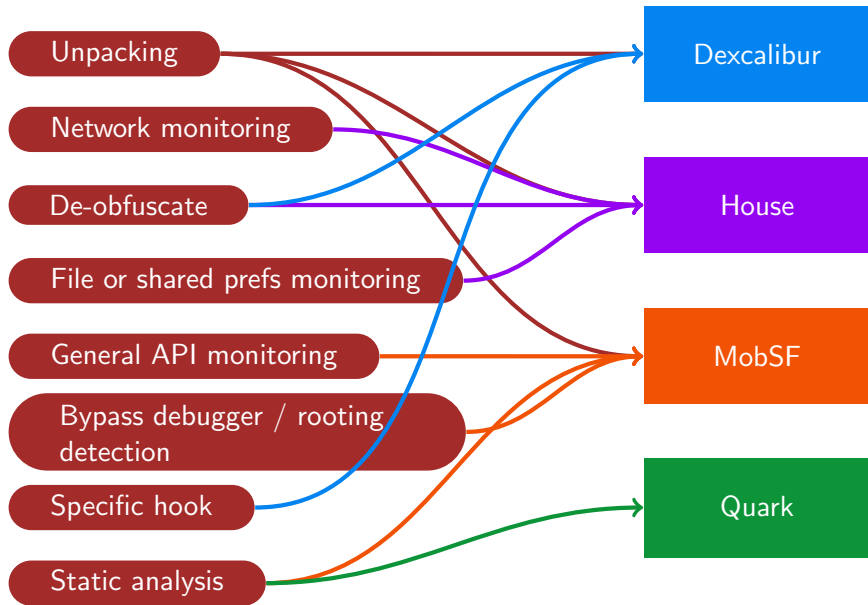 Unpacking
Network monitoring
De-obfuscate
File or shared prefs monitoring
General API monitoring
Bypass debugger / rooting
detection
Specific hook
Static analysis
Dexcalibur
House
MobSF
Quark